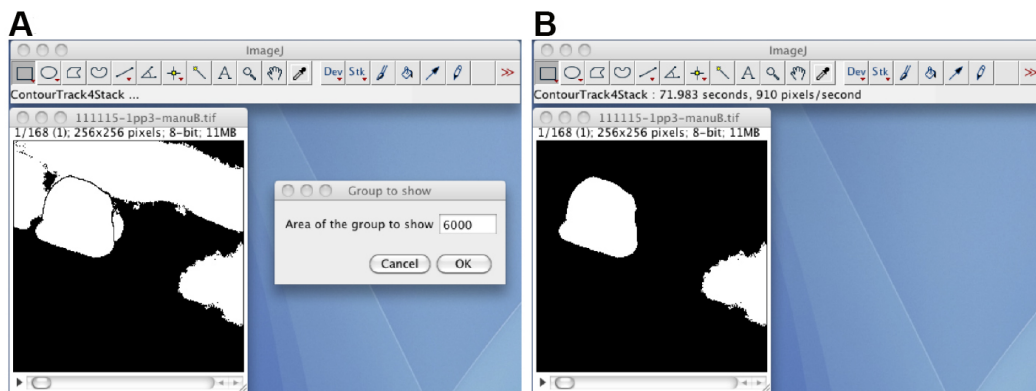 A
ImageJ
A
Dev Stk
>>
ContourTrack4Stack ...
111115-1pp3-manuB.tif
1/168 (1); 256x256 pixels; 8-bit; 11MB
Group to show
Area of the group to show 6000
Cancel OK
B
ImageJ
A
Dev Stk
>>
ContourTrack4Stack : 71.983 seconds, 910 pixels/second
111115-1pp3-manuB.tif
1/168 (1); 256x256 pixels; 8-bit; 11MB